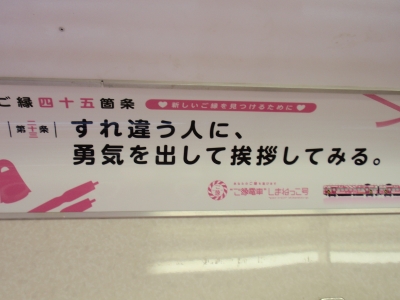 ご縁四十五箇条 ♥新しいご縁を見つけるために♥
第二十三条
すれ違う人に、
勇気を出して挨拶してみる。
"ご縁電車"しまねっこ号